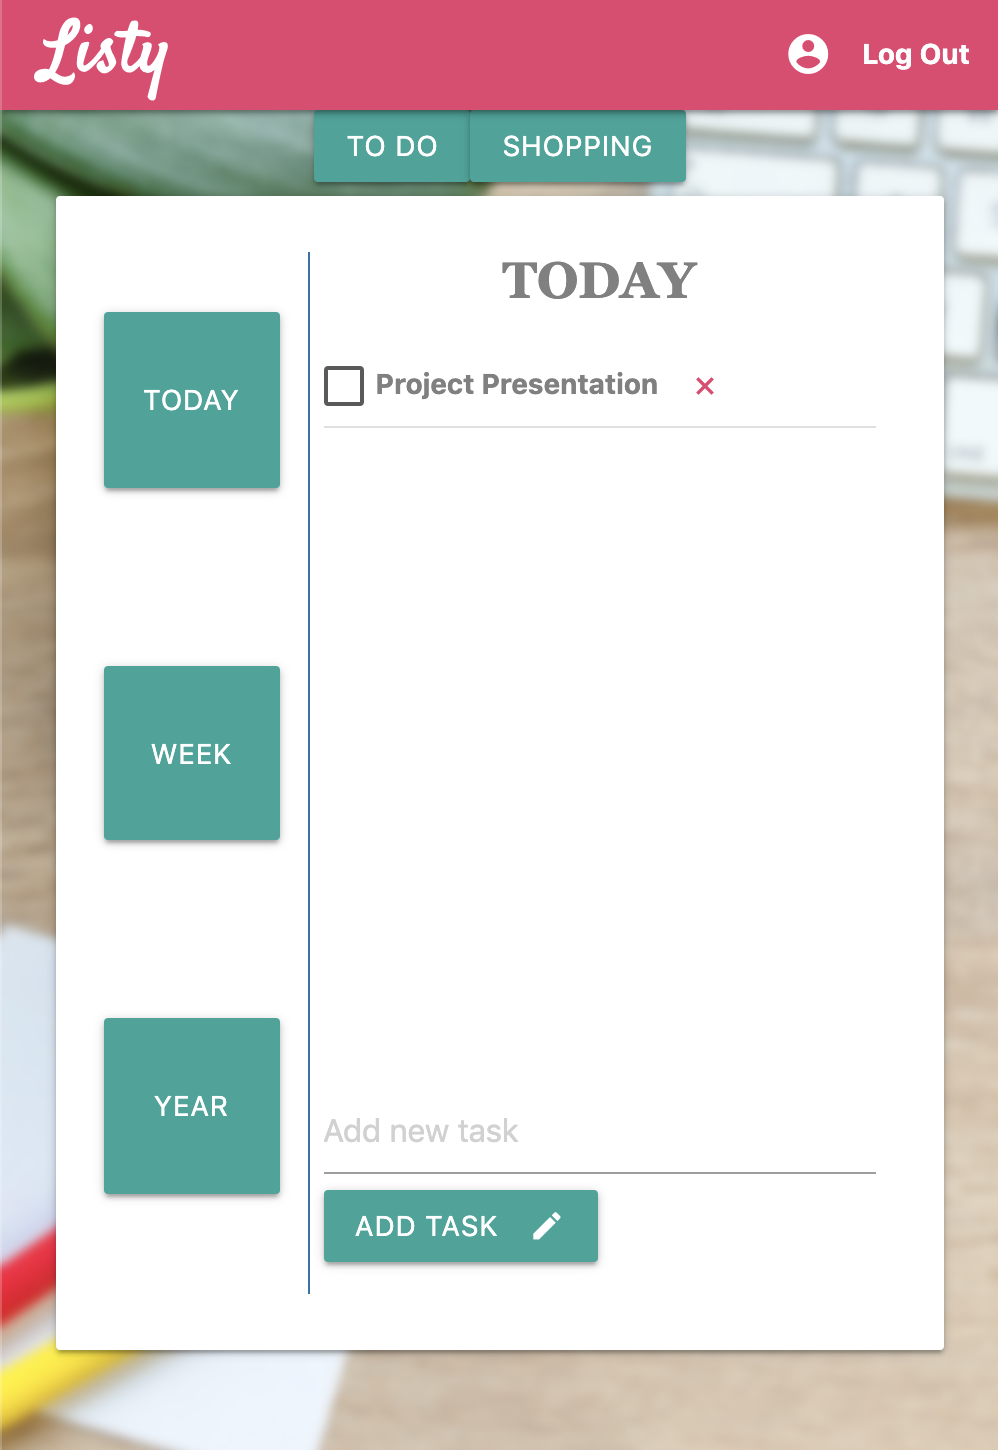 Listy
Log Out
TO DO
SHOPPING
TODAY
TODAY
Project Presentation
WEEK
YEAR
Add new task
ADD TASK